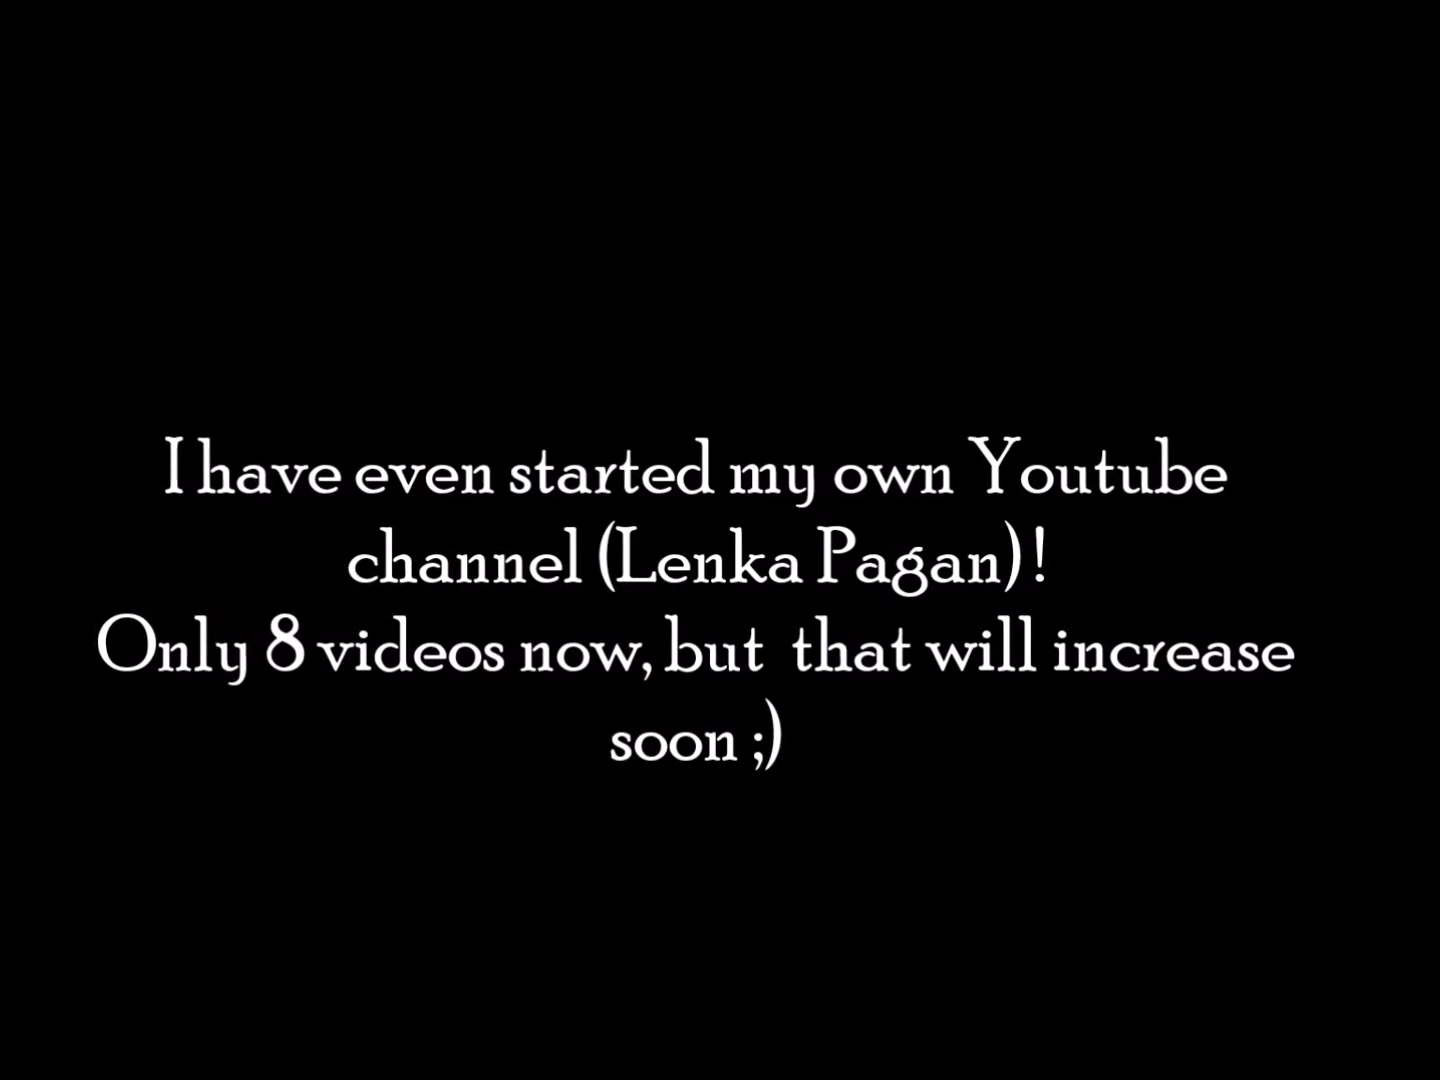 I have even started my own Youtube
channel (Lenka Pagan) !
Only 8 videos now, but  that will increase
soon ;)